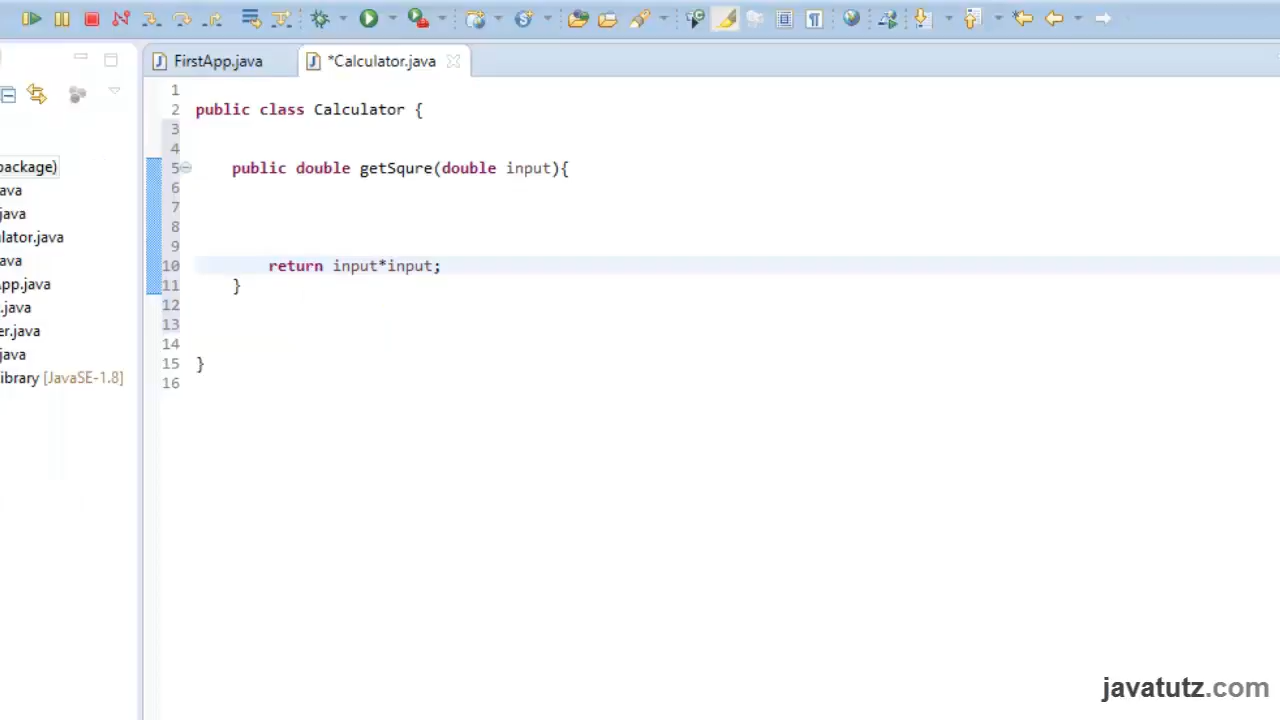 FirstApp.java
*Calculator.java
package)
ava
java
lator.java
ava
pp.java
.java
er.java
java
ibrary [JavaSE-1.8]
1
2 public class Calculator {
3
4
5 public double getSqure(double input){
6
7
8
9
10 return input*input;
11 }
12
13
14
15 }
16
javatutz.com